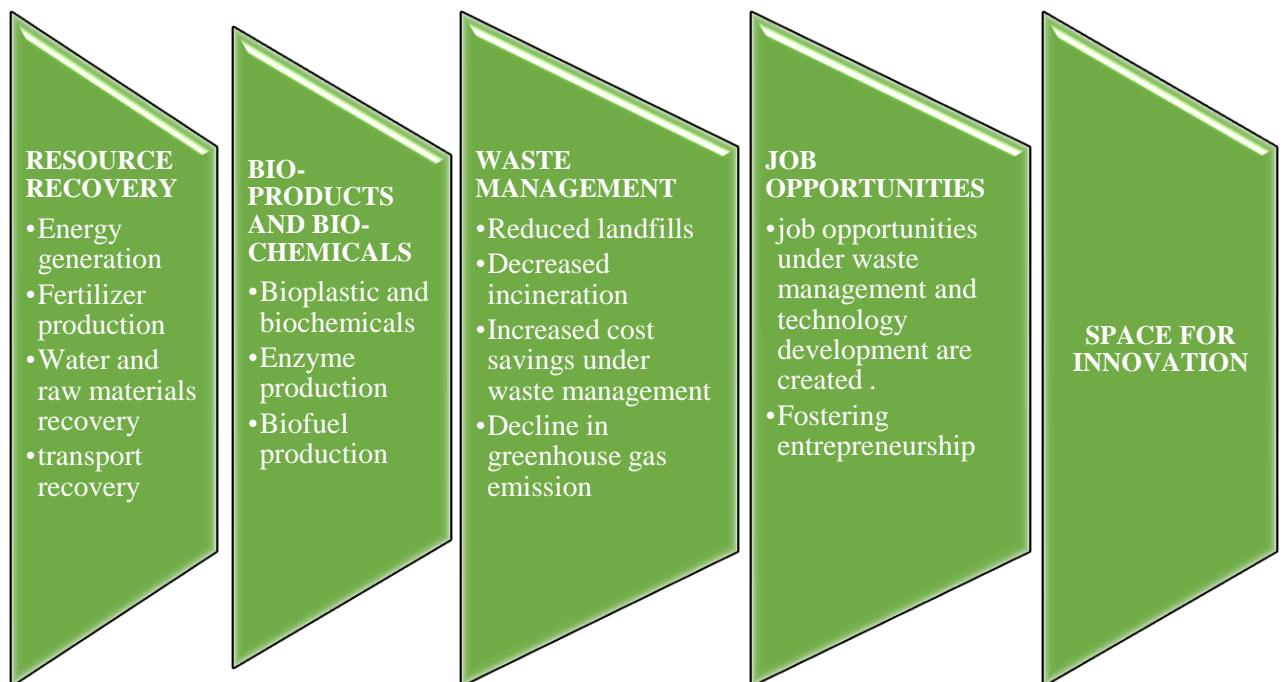 RESOURCE
RECOVERY
•Energy
generation
•Fertilizer
production
•Water and
raw materials
recovery
•transport
recovery
BIO-
PRODUCTS
AND BIO-
CHEMICALS
•Bioplastic and
biochemicals
•Enzyme
production
•Biofuel
production
WASTE
MANAGEMENT
•Reduced landfills
•Decreased
incineration
•Increased cost
savings under
waste management
•Decline in
greenhouse gas
emission
JOB
OPPORTUNITIES
•job opportunities
under waste
management and
technology
development are
created .
•Fostering
entrepreneurship
SPACE FOR
INNOVATION